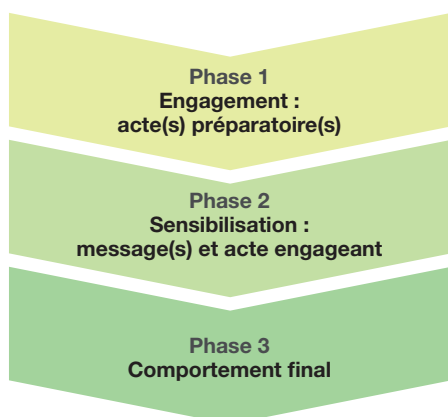 Phase 1
Engagement :
acte(s) préparatoire(s)
Phase 2
Sensibilisation :
message(s) et acte engageant
Phase 3
Comportement final